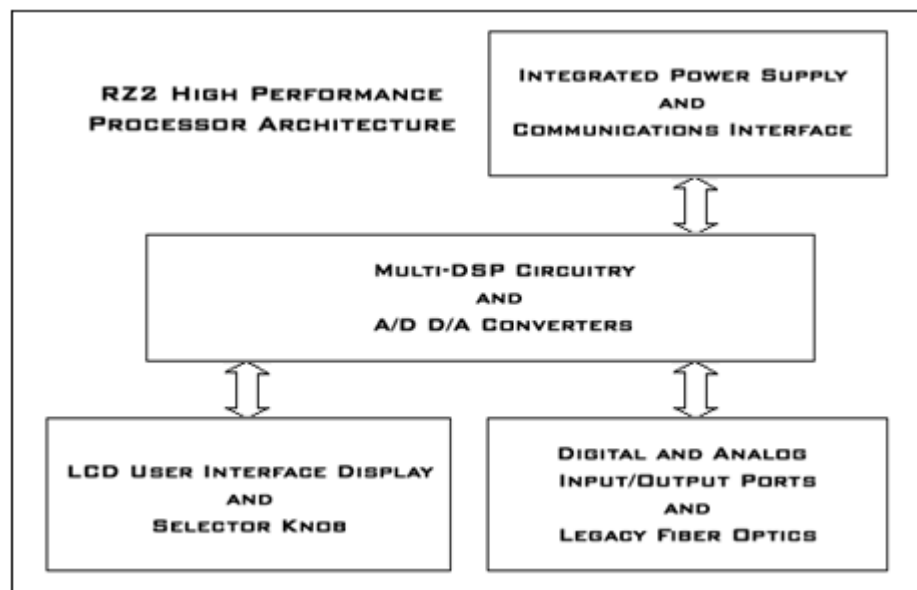 RZ2 High Performance
Processor Architecture
Integrated Power Supply
and
Communications Interface
Multi-DSP Circuitry
and
A/D D/A Converters
LCD User Interface Display
and
Selector Knob
Digital and Analog
Input/Output Ports
and
Legacy Fiber Optics